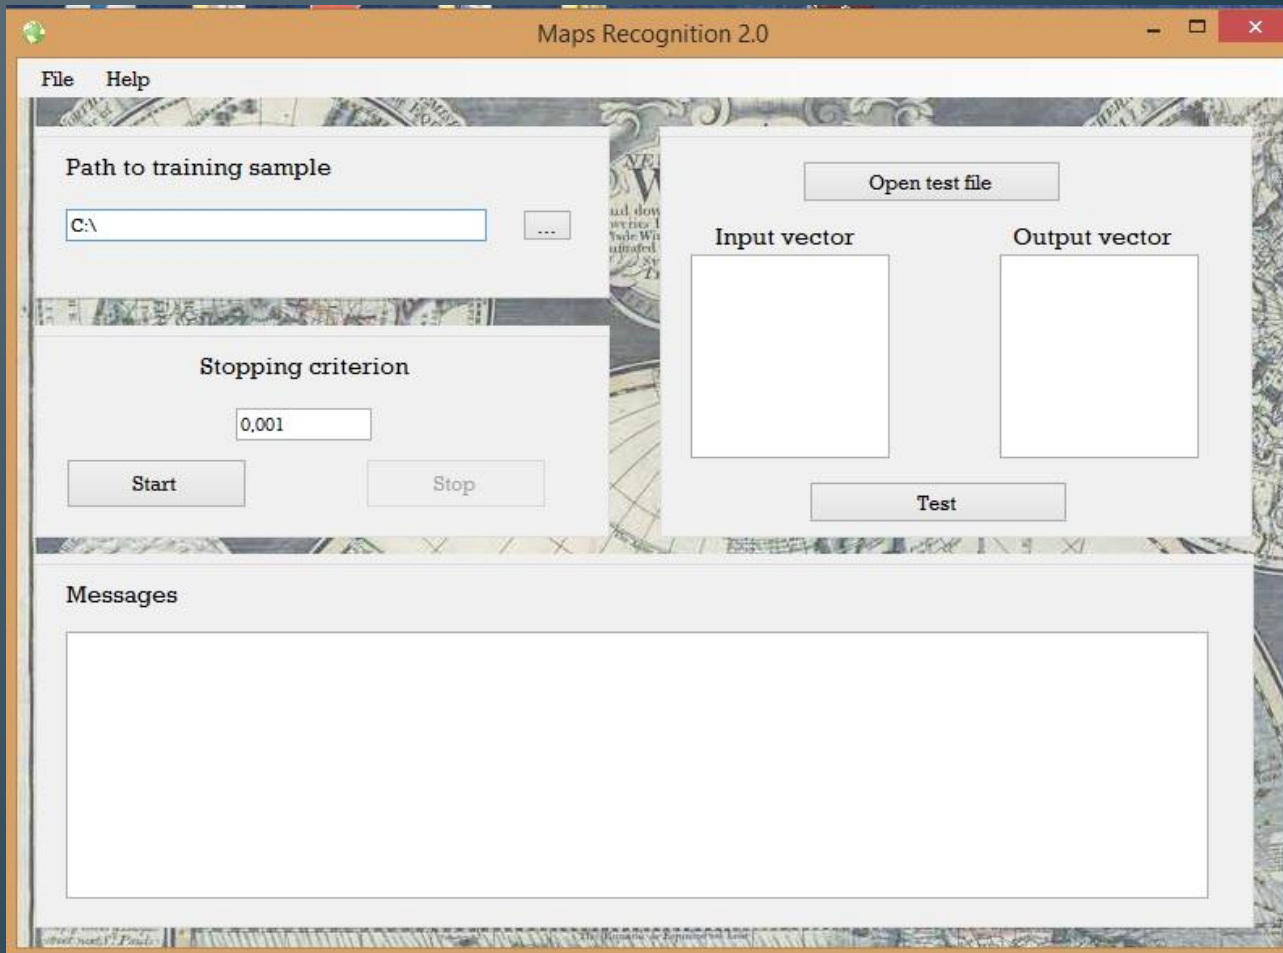 Maps Recognition 2.0
File Help
Path to training sample
C:\
...
Stopping criterion
0,001
Start Stop
Open test file
Input vector Output vector
Test
Messages